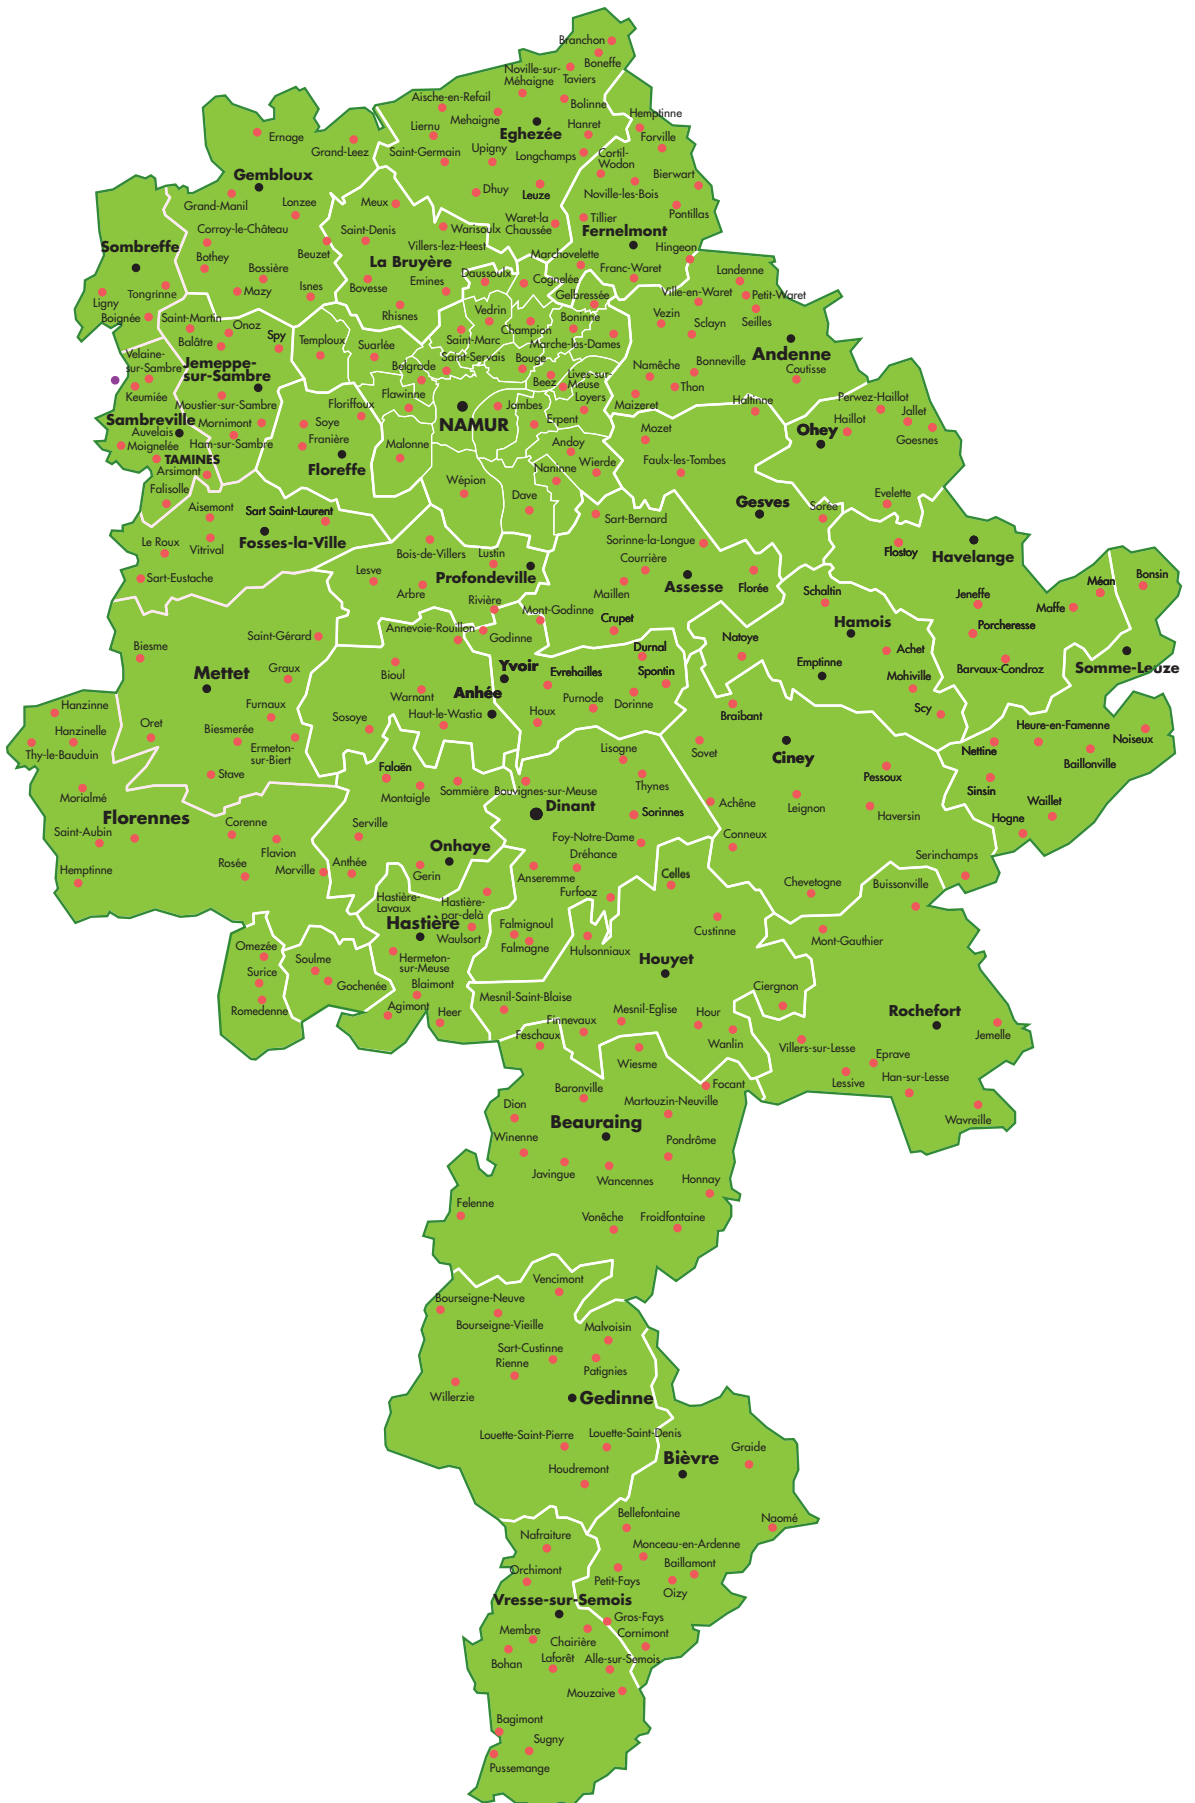 Branchon
Boneffe
Noville-sur-
Méhaigne
Taviers
Aische-en-Refail
Bolinne
Mehaigne
Hemptinne
Liernu
Eghezée
Hanret
Forville
Ernage
Grand-Leez
Saint-Germain
Upigny
Longchamps
Cortil-
Wodon
Gembloux
Bierwart
Dhuy
Leuze
Noville-les-Bois
Grand-Manil
Lonzee
Meux
Pontillas
Waret-la
Chaussée
Tillier
Corroy-le-Château
Saint-Denis
Warisoulx
Fernelmont
Sombreffe
Villers-lez-Heest
Hingeon
Bothey
Beuzet
La Bruyère
Marchovelette
Bossière
Daussoulx
Cognelée
Franc-Waret
Landenne
Ligny
Tongrinne
Mazy
Isnes
Bovesse
Emines
Gelbressée
Ville-en-Waret
Petit-Waret
Boignée
Saint-Martin
Onoz
Rhisnes
Vedrin
Champion
Boninne
Vezin
Sclayn
Seilles
Balâtre
Spy
Temploux
Suarlée
Saint-Marc
Marche-les-Dames
Andenne
Velaine-
sur-Sambre
Jemeppe-
sur-Sambre
Belgrade
Saint-Servais
Bouge
Beez
Lives-sur-
Meuse
Namêche
Bonneville
Coutisse
Thon
Keumiée
Moustier-sur-Sambre
Floriffoux
Flawinne
Jambes
Loyers
Maizeret
Haltinne
Perwez-Haillot
Sambreville
Mornimont
Soye
NAMUR
Erpent
Mozet
Ohey
Haillot
Jallet
Goesnes
Auvelais
Moignelée
Ham-sur-Sambre
Franière
Malonne
Andoy
TAMINES
Floreffe
Naninne
Wierde
Faulx-les-Tombes
Arsimont
Falisolle
Wépion
Dave
Evelette
Aisemont
Sart Saint-Laurent
Gesves
Sorée
Sart-Bernard
Le Roux
Vitrival
Fosses-la-Ville
Bois-de-Villers
Lustin
Sorinne-la-Longue
Flostoy
Havelange
Sart-Eustache
Lesve
Profondeville
Courrière
Assesse
Florée
Méan
Bonsin
Arbre
Maillen
Schaltin
Jeneffe
Maffe
Rivière
Mont-Godinne
Crupet
Hamois
Porcheresse
Saint-Gérard
Annevoie-Rouillon
Godinne
Natoye
Biesme
Durnal
Achet
Mettet
Graux
Bioul
Yvoir
Evrehailles
Spontin
Emptinne
Barvaux-Condroz
Somme-Leuze
Warnant
Anhée
Mohiville
Hanzinne
Furnaux
Purnode
Dorinne
Braibant
Scy
Oret
Sosoye
Haut-le-Wastia
Houx
Hanzinelle
Biesmerée
Heure-en-Famenne
Noiseux
Thy-le-Bauduin
Ermeton-
sur-Biert
Lisogne
Sovet
Ciney
Nettine
Baillonville
Stave
Falaën
Thynes
Pessoux
Morialmé
Montaigle
Sommière
Bouvignes-sur-Meuse
Sinsin
Waillet
Florennes
Dinant
Sorinnes
Achêne
Leignon
Haversin
Hogne
Saint-Aubin
Corenne
Serville
Foy-Notre-Dame
Conneux
Flavion
Onhaye
Dréhance
Serinchamps
Rosée
Morville
Anthée
Gerin
Anseremme
Furfooz
Celles
Chevetogne
Buissonville
Hemptinne
Hastière-
Lavaux
Hastière-
par-delà
Hastière
Waulsort
Falmignoul
Falmagne
Hulsonniaux
Custinne
Mont-Gauthier
Omezée
Soulme
Hermeton-
sur-Meuse
Houyet
Surice
Gochenée
Blaimont
Ciergnon
Romedenne
Agimont
Heer
Mesnil-Saint-Blaise
Mesnil-Eglise
Hour
Rochefort
Finnevaux
Feschaux
Wanlin
Jemelle
Wiesme
Villers-sur-Lesse
Eprave
Lessive
Han-sur-Lesse
Baronville
Focant
Dion
Martouzin-Neuville
Wavreille
Beauraing
Winenne
Pondrôme
Javingue
Wancennes
Honnay
Felenne
Vonêche
Froidfontaine
Vencimont
Bourseigne-Neuve
Bourseigne-Vieille
Malvoisin
Sart-Custinne
Rienne
Patignies
Willerzie
Gedinne
Louette-Saint-Pierre
Louette-Saint-Denis
Graide
Bièvre
Houdremont
Bellefontaine
Naomé
Nafraiture
Monceau-en-Ardenne
Orchimont
Baillamont
Petit-Fays
Oizy
Vresse-sur-Semois
Gros-Fays
Membre
Chairière
Cornimont
Bohan
Laforêt
Alle-sur-Semois
Mouzaive
Bagimont
Sugny
Pussemange